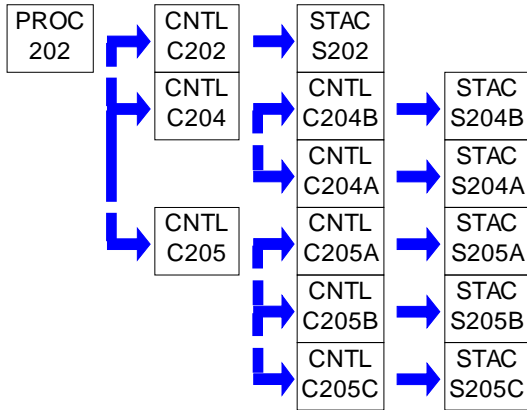 PROC
202
CNTL
C202
STAC
S202
CNTL
C204
CNTL
C204B
STAC
S204B
CNTL
C204A
STAC
S204A
CNTL
C205
CNTL
C205A
STAC
S205A
CNTL
C205B
STAC
S205B
CNTL
C205C
STAC
S205C